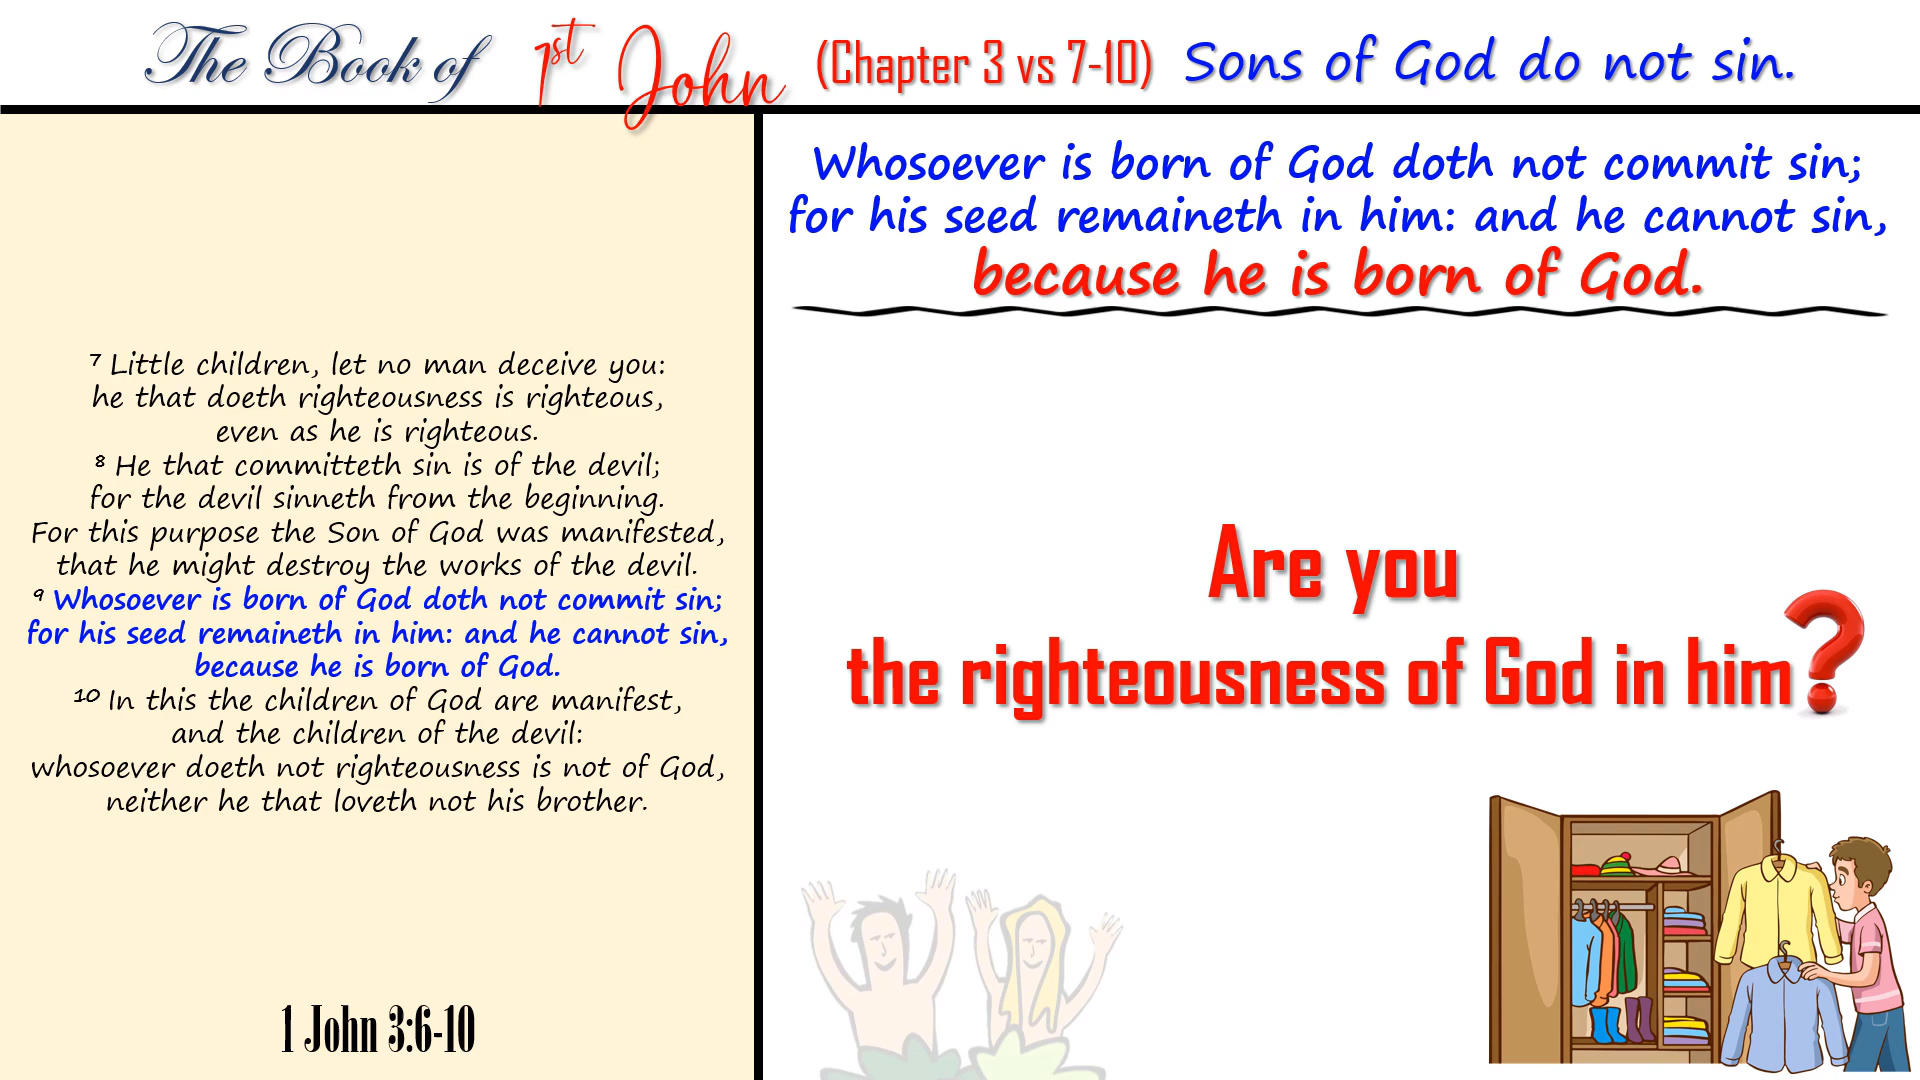 The Book of 1st John (Chapter 3 vs 7-10) Sons of God do not sin.
7 Little children, let no man deceive you:
he that doeth righteousness is righteous,
even as he is righteous.
8 He that committeth sin is of the devil;
for the devil sinneth from the beginning.
For this purpose the Son of God was manifested,
that he might destroy the works of the devil.
9 Whosoever is born of God doth not commit sin;
for his seed remaineth in him: and he cannot sin,
because he is born of God.
10 In this the children of God are manifest,
and the children of the devil:
whosoever doeth not righteousness is not of God,
neither he that loveth not his brother.
1 John 3:6-10
Whosoever is born of God doth not commit sin;
for his seed remaineth in him: and he cannot sin,
because he is born of God.
Are you
the righteousness of God in him?